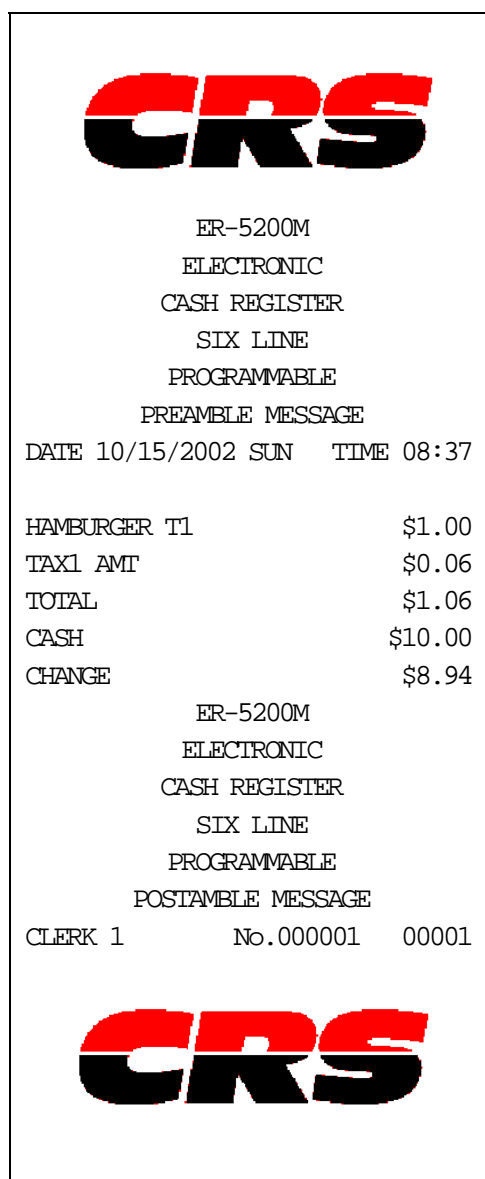 CRS
ER-5200M
ELECTRONIC
CASH REGISTER
SIX LINE
PROGRAMMABLE
PREAMBLE MESSAGE
DATE 10/15/2002 SUN TIME 08:37
HAMBURGER T1 $1.00
TAX1 AMT $0.06
TOTAL $1.06
CASH $10.00
CHANGE $8.94
ER-5200M
ELECTRONIC
CASH REGISTER
SIX LINE
PROGRAMMABLE
POSTAMBLE MESSAGE
CLERK 1 No.000001 00001
CRS